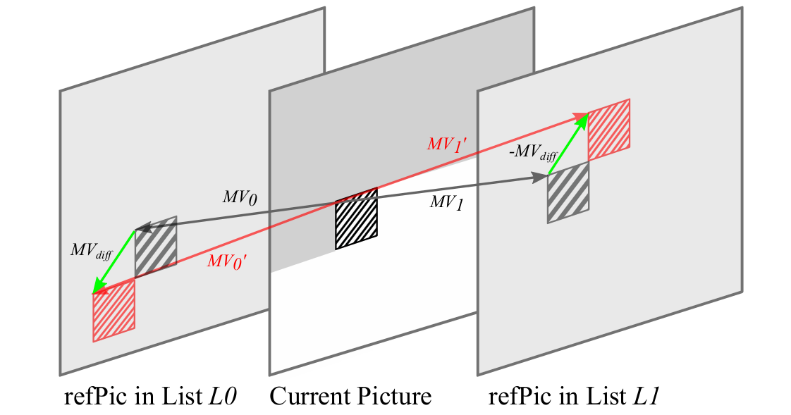 MV1'
-MVdiff
MV0
MV1
MVdiff
MV0'
refPic in List L0
Current Picture
refPic in List L1